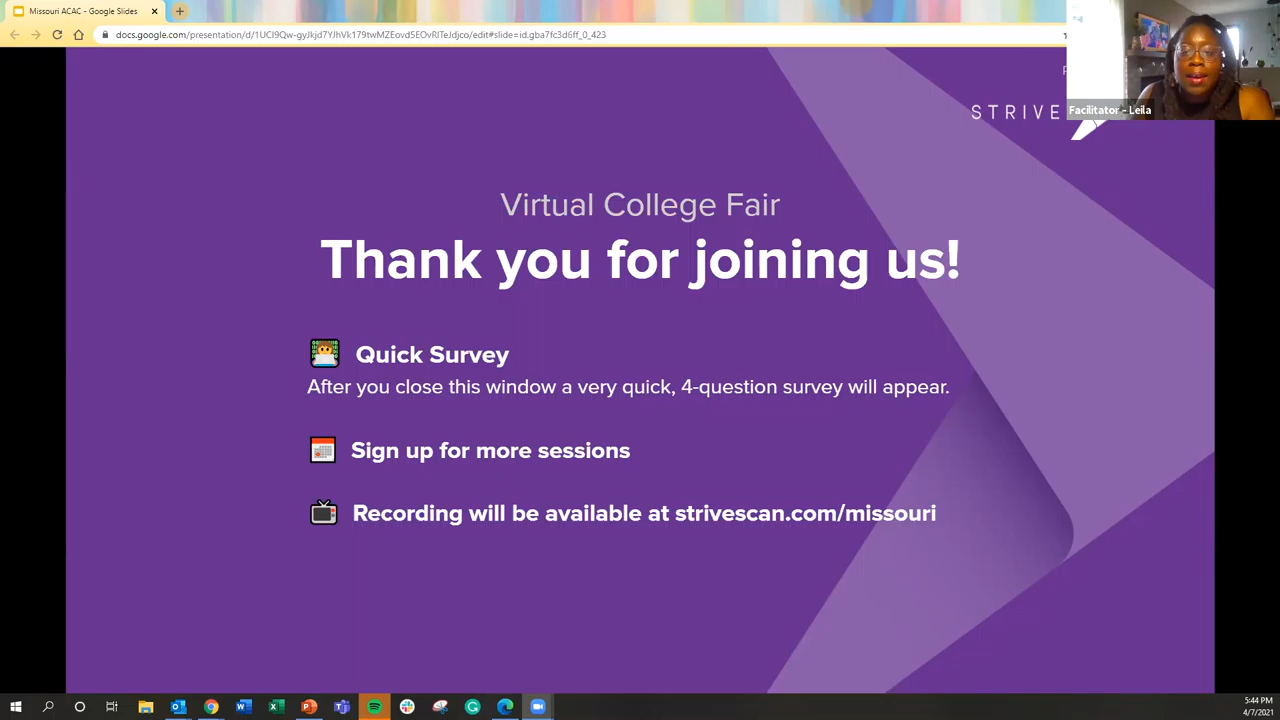 Missouri ACAC - Google Slides
docs.google.com/presentation/d/1UCI9Qw-gyJkjd7YJhVk179twMZEovd5EOvRITeJdjco/edit#slide=id.gba7fc3d6ff_0_423
Facilitator - Leila
STRIVE
Virtual College Fair
Thank you for joining us!
Quick Survey
After you close this window a very quick, 4-question survey will appear.
Sign up for more sessions
Recording will be available at strivescan.com/missouri
5:44 PM
4/7/2021